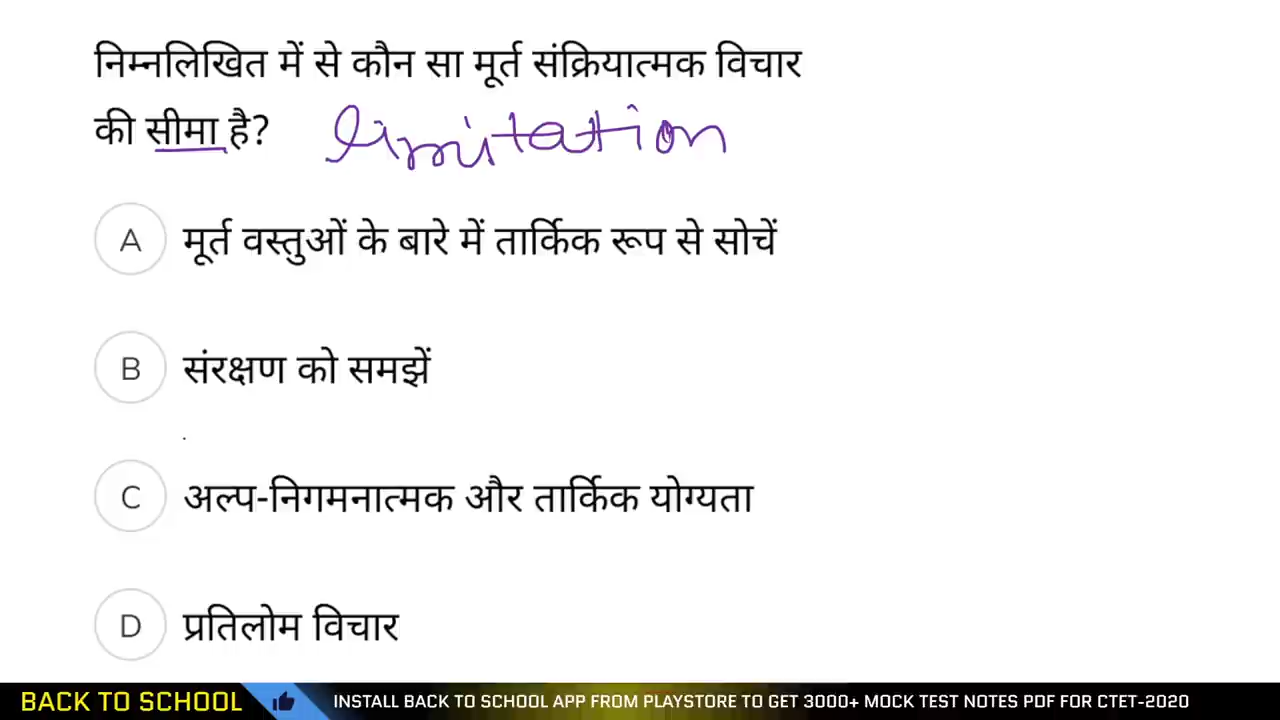 निम्नलिखित में से कौन सा मूर्त संक्रियात्मक विचार
की सीमा है? limitation
A मूर्त वस्तुओं के बारे में तार्किक रूप से सोचें
B संरक्षण को समझें
C अल्प-निगमनात्मक और तार्किक योग्यता
D प्रतिलोम विचार
BACK TO SCHOOL INSTALL BACK TO SCHOOL APP FROM PLAYSTORE TO GET 3000+ MOCK TEST NOTES PDF FOR CTET-2020